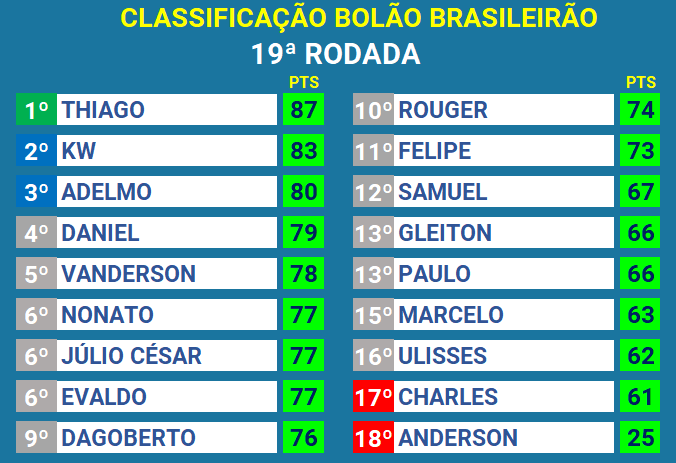 CLASSIFICAÇÃO BOLÃO BRASILEIRÃO
19ª RODADA
PTS
1º THIAGO 87
2º KW 83
3º ADELMO 80
4º DANIEL 79
5º VANDERSON 78
6º NONATO 77
6º JÚLIO CÉSAR 77
6º EVALDO 77
9º DAGOBERTO 76
PTS
10º ROUGER 74
11º FELIPE 73
12º SAMUEL 67
13º GLEITON 66
13º PAULO 66
15º MARCELO 63
16º ULISSES 62
17º CHARLES 61
18º ANDERSON 25